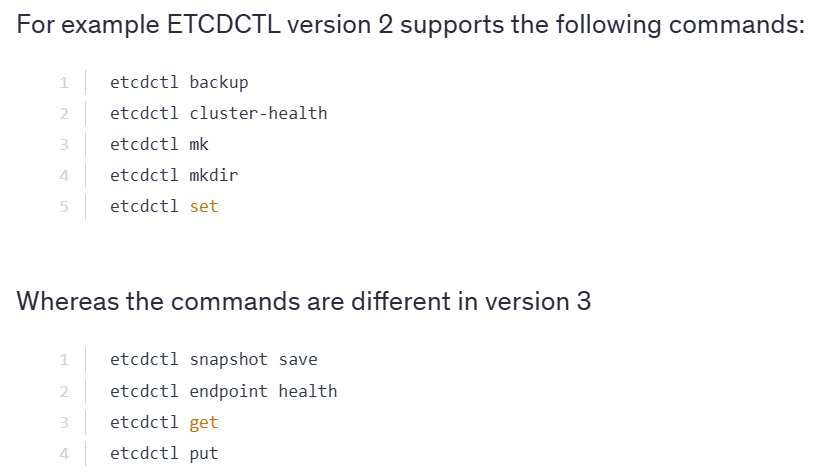 For example ETCDCTL version 2 supports the following commands:
1 etcdctl backup
2 etcdctl cluster-health
3 etcdctl mk
4 etcdctl mkdir
5 etcdctl set
Whereas the commands are different in version 3
1 etcdctl snapshot save
2 etcdctl endpoint health
3 etcdctl get
4 etcdctl put